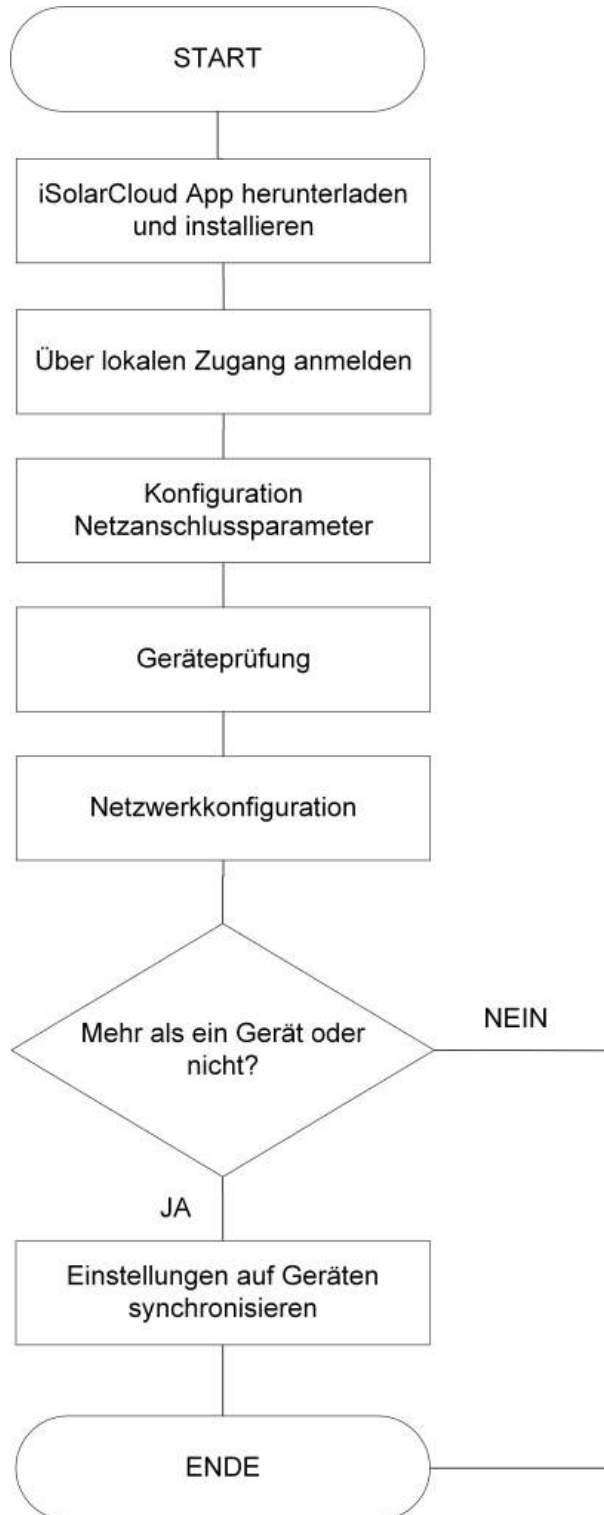 START
iSolarCloud App herunterladen
und installieren
Über lokalen Zugang anmelden
Konfiguration
Netzanschlussparameter
Geräteprüfung
Netzwerkkonfiguration
Mehr als ein Gerät oder
nicht?
NEIN
JA
Einstellungen auf Geräten
synchronisieren
ENDE